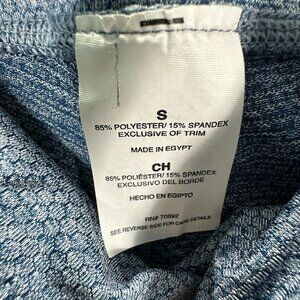 S
85% POLYESTER/ 15% SPANDEX
EXCLUSIVE OF TRIM
MADE IN EGYPT
CH
85% POLIÉSTER/ 15% SPANDEX
EXCLUSIVO DEL BORDE
HECHO EN EGIPTO
RN# 70992
SEE REVERSE SIDE FOR CARE DETAILS